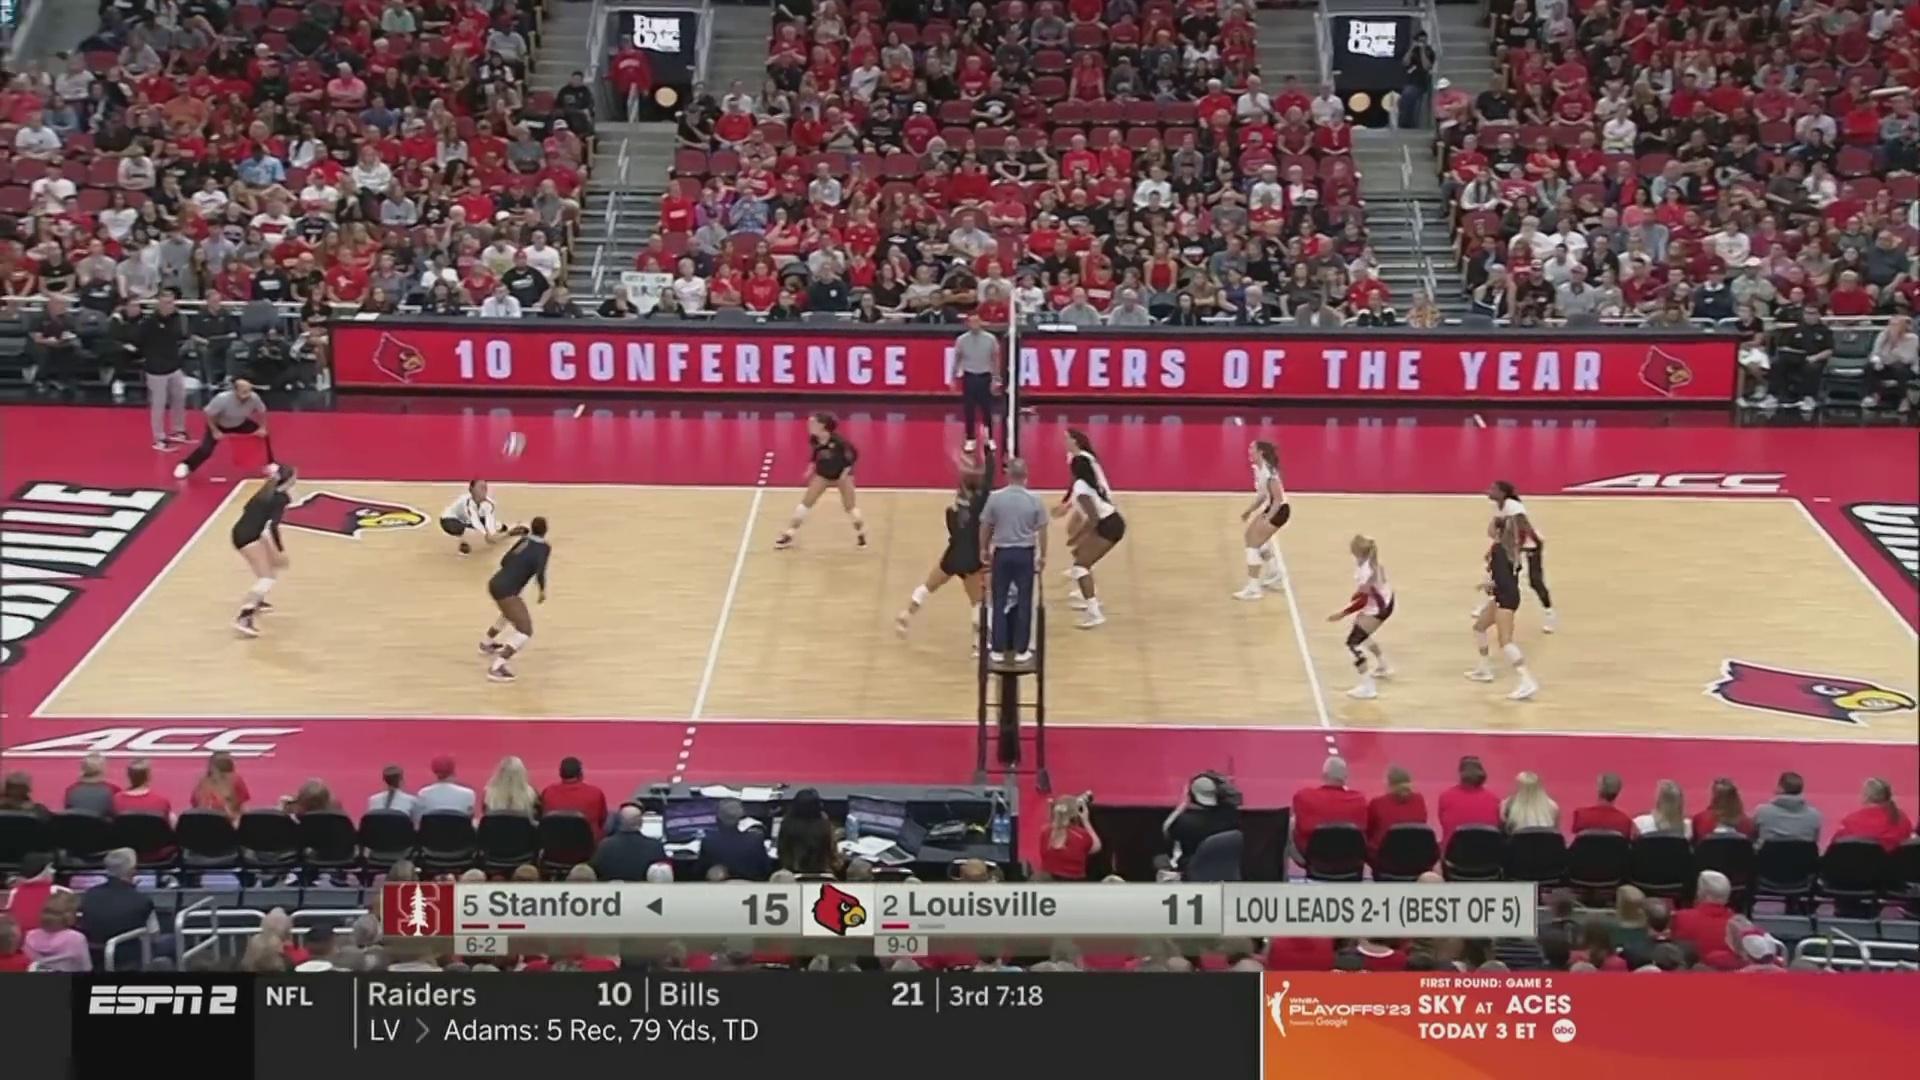 10 CONFERENCE AYERS OF THE YEAR
ACC
ACC
5 Stanford 15
6-2
2 Louisville 11
9-0
LOU LEADS 2-1 (BEST OF 5)
ESPN2
NFL
Raiders 10
Bills 21
3rd 7:18
LV > Adams: 5 Rec, 79 Yds, TD
WNBA
PLAYOFFS'23
Google
FIRST ROUND: GAME 2
SKY AT ACES
TODAY 3 ET abc